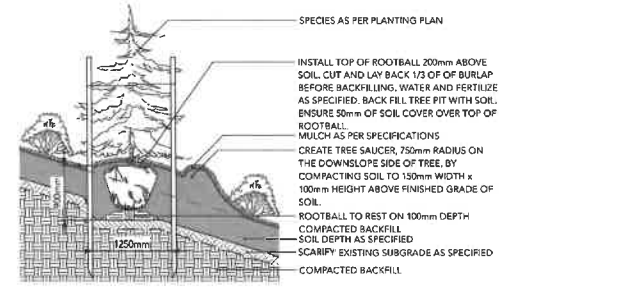 SPECIES AS PER PLANTING PLAN
INSTALL TOP OF ROOTBALL 200mm ABOVE
SOIL. CUT AND LAY BACK 1/3 OF OF BURLAP
BEFORE BACKFILLING, WATER AND FERTILIZE
AS SPECIFIED. BACK FILL TREE PIT WITH SOIL.
ENSURE 50mm OF SOIL COVER OVER TOP OF
ROOTBALL.
MULCH AS PER SPECIFICATIONS
CREATE TREE SAUCER, 750mm RADIUS ON
THE DOWNSLOPE SIDE OF TREE, BY
COMPACTING SOIL TO 150mm WIDTH x
100mm HEIGHT ABOVE FINISHED GRADE OF
SOIL.
ROOTBALL TO REST ON 100mm DEPTH
COMPACTED BACKFILL
SOIL DEPTH AS SPECIFIED
SCARIFY EXISTING SUBGRADE AS SPECIFIED
COMPACTED BACKFILL
1250mm